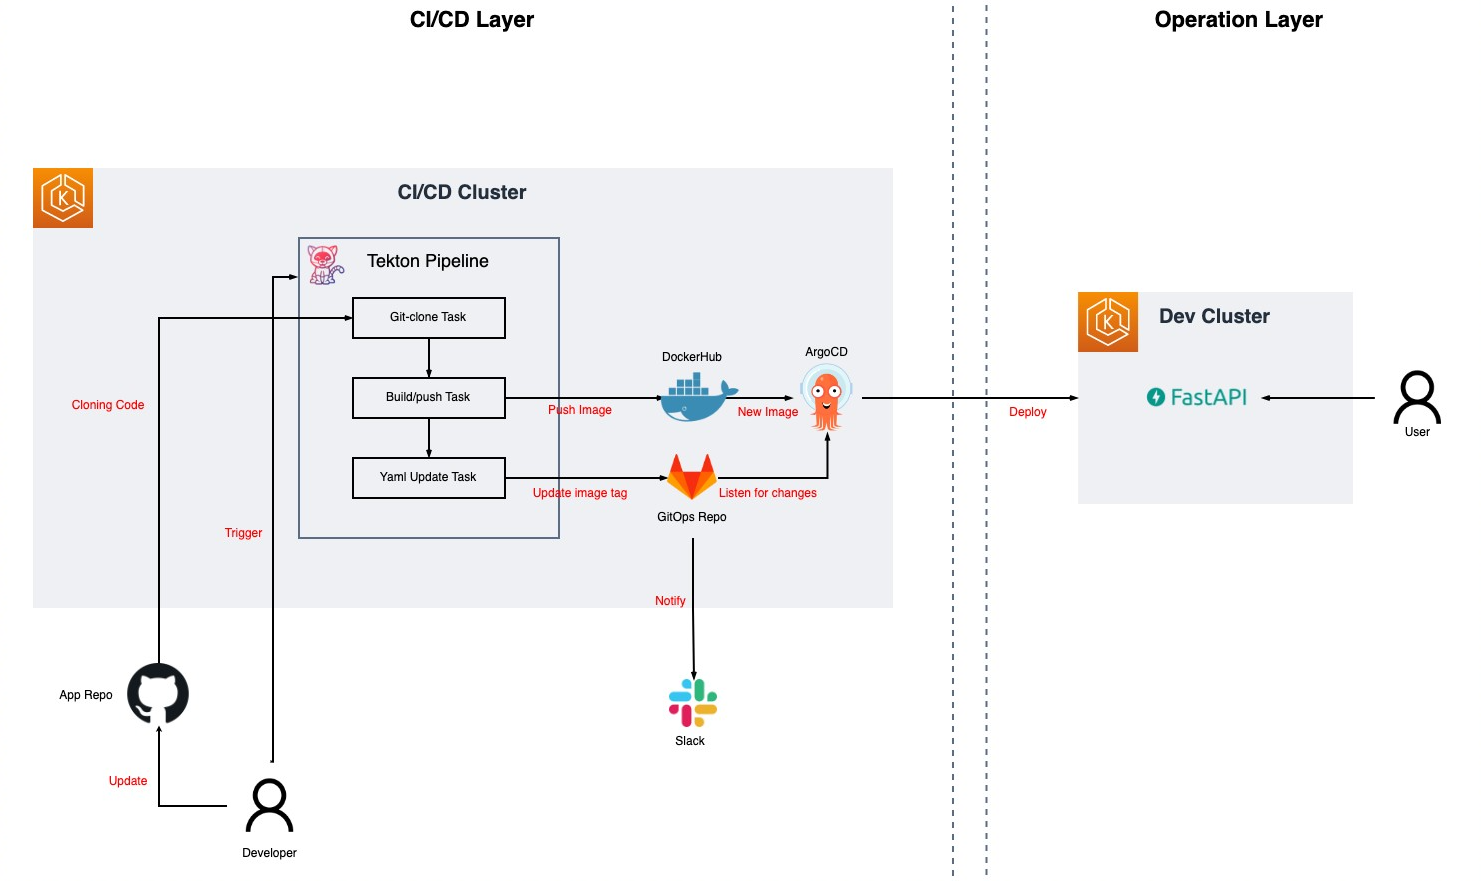 CI/CD Layer
Operation Layer
CI/CD Cluster
K
Tekton Pipeline
Git-clone Task
Build/push Task
Yaml Update Task
Cloning Code
Trigger
Push Image
Update image tag
DockerHub
New Image
ArgoCD
Listen for changes
GitOps Repo
Notify
Slack
App Repo
Update
Developer
Deploy
K
Dev Cluster
FastAPI
User